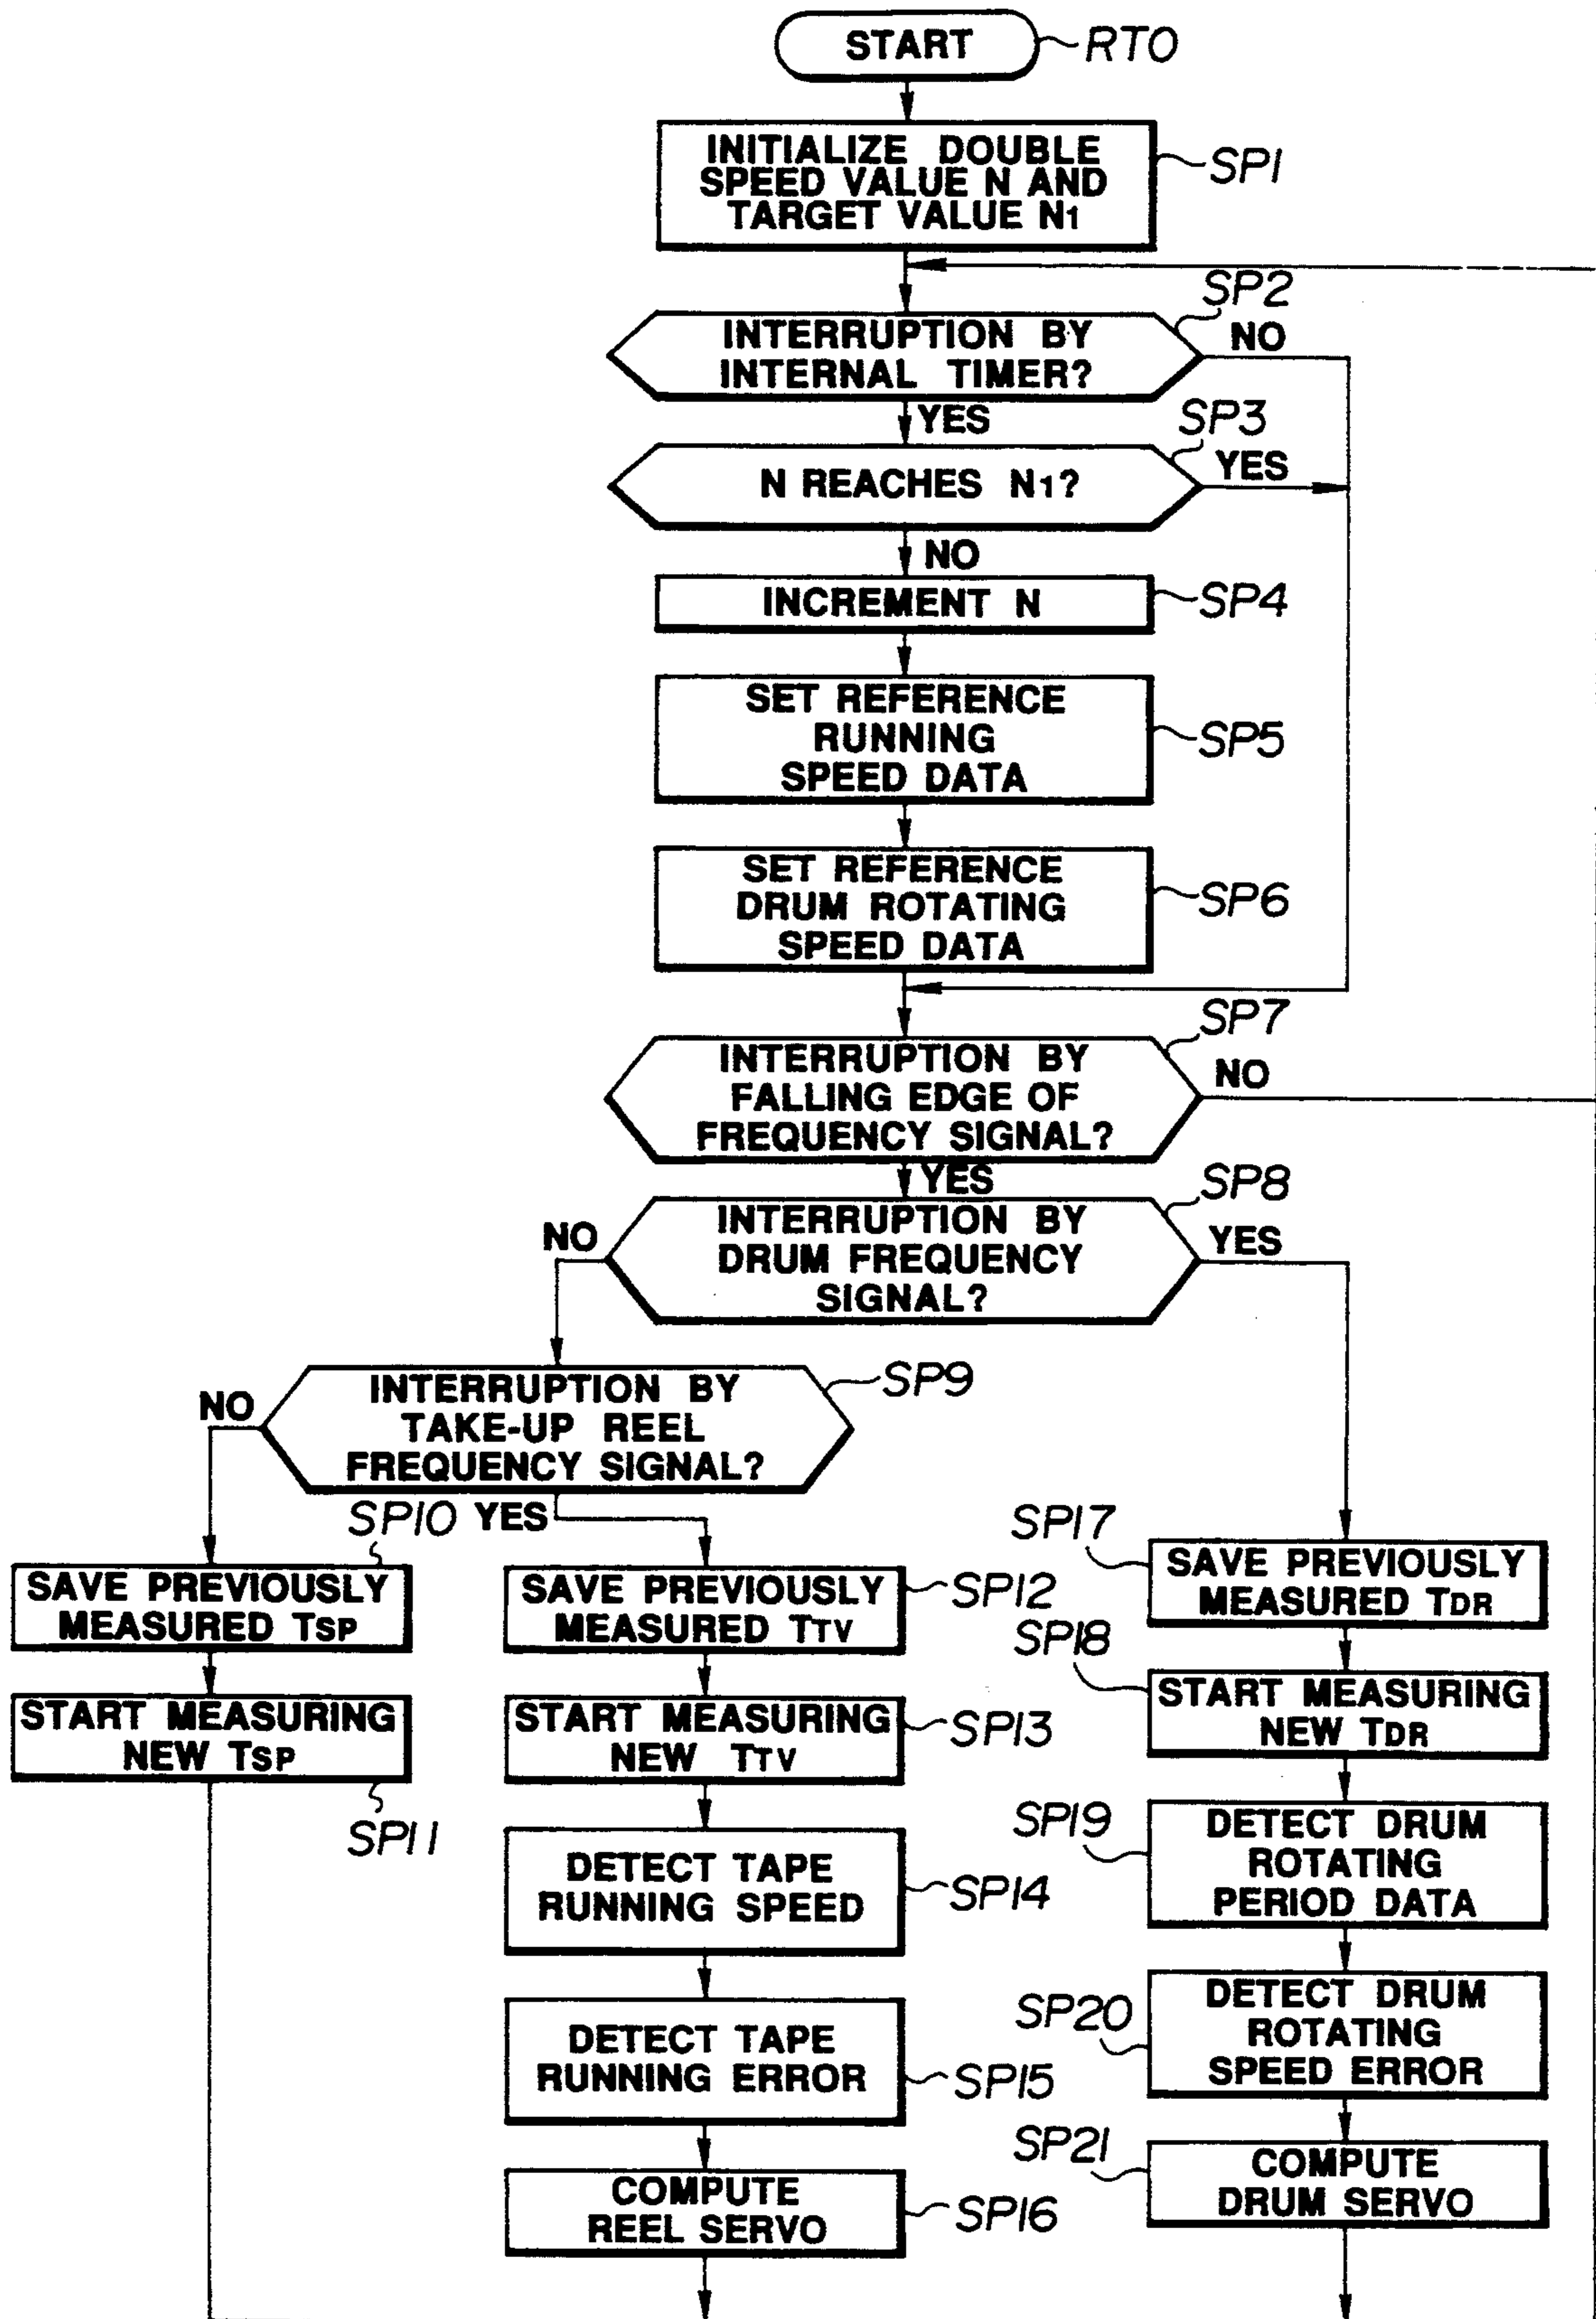 START
RT0
INITIALIZE DOUBLE
SPEED VALUE N AND
TARGET VALUE N1
SP1
SP2
INTERRUPTION BY
INTERNAL TIMER?
NO
YES
SP3
N REACHES N1?
YES
NO
INCREMENT N
SP4
SET REFERENCE
RUNNING
SPEED DATA
SP5
SET REFERENCE
DRUM ROTATING
SPEED DATA
SP6
SP7
INTERRUPTION BY
FALLING EDGE OF
FREQUENCY SIGNAL?
NO
YES
SP8
INTERRUPTION BY
DRUM FREQUENCY
SIGNAL?
NO
YES
SP9
INTERRUPTION BY
TAKE-UP REEL
FREQUENCY SIGNAL?
NO
YES
SP10
SAVE PREVIOUSLY
MEASURED TSP
START MEASURING
NEW TSP
SP11
SAVE PREVIOUSLY
MEASURED TTV
SP12
START MEASURING
NEW TTV
SP13
DETECT TAPE
RUNNING SPEED
SP14
DETECT TAPE
RUNNING ERROR
SP15
COMPUTE
REEL SERVO
SP16
SP17
SAVE PREVIOUSLY
MEASURED TDR
SP18
START MEASURING
NEW TDR
SP19
DETECT DRUM
ROTATING
PERIOD DATA
SP20
DETECT DRUM
ROTATING
SPEED ERROR
SP21
COMPUTE
DRUM SERVO